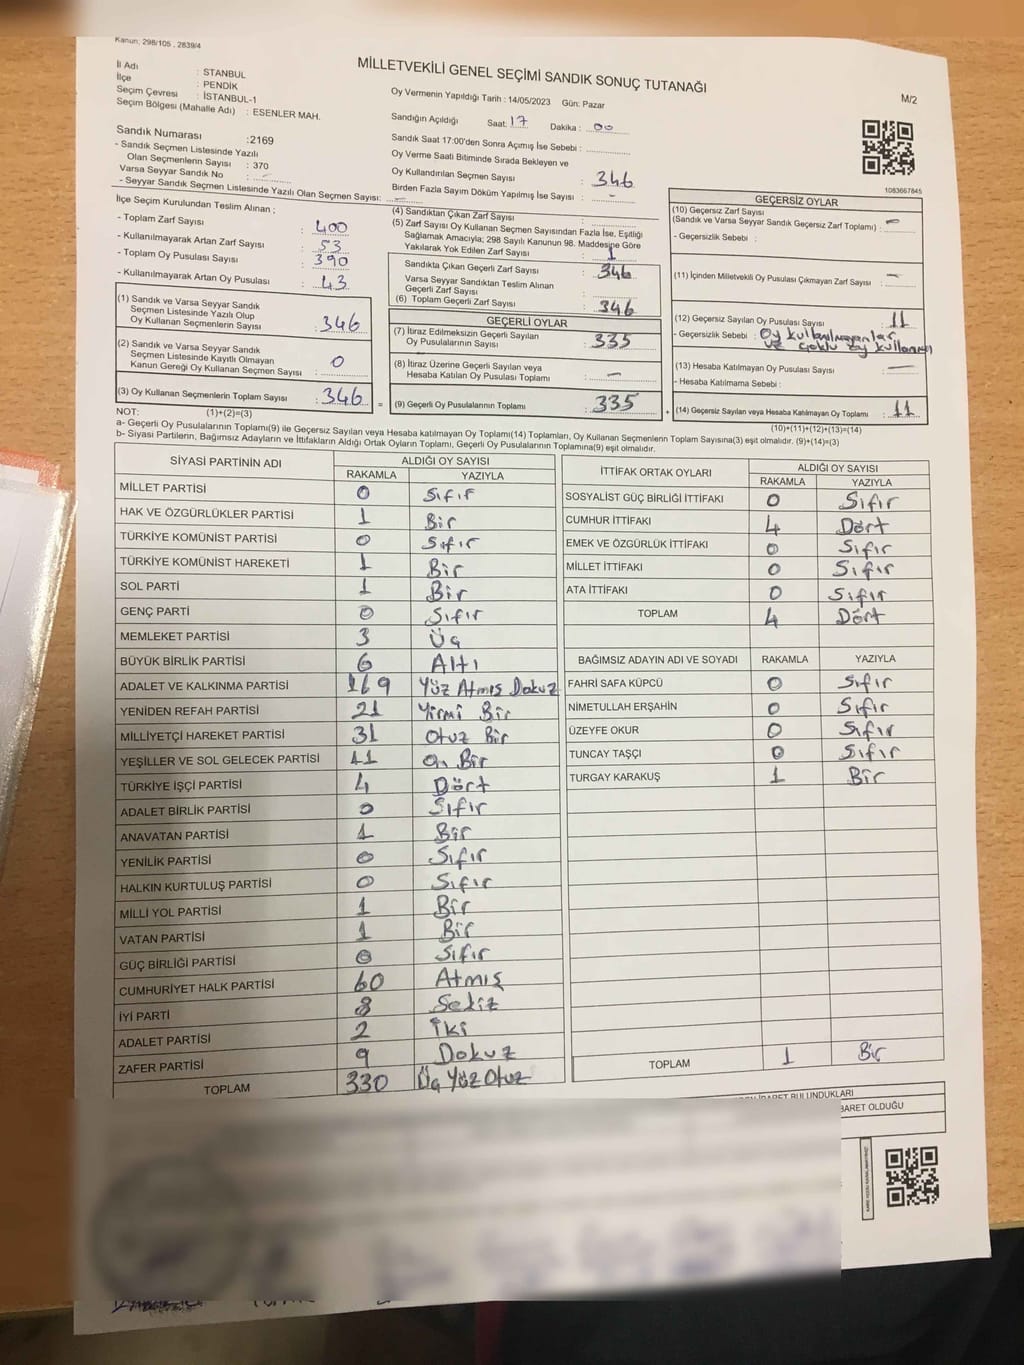 Kanun: 298/105 , 2839/4
MİLLETVEKİLİ GENEL SEÇİMİ SANDIK SONUÇ TUTANAĞI
M/2
İl Adı : STANBUL
İlçe : PENDİK
Seçim Çevresi : İSTANBUL-1
Seçim Bölgesi (Mahalle Adı) : ESENLER MAH.
Oy Vermenin Yapıldığı Tarih : 14/05/2023 Gün: Pazar
Sandığın Açıldığı Saat: 17 Dakika : 00
Sandık Saat 17:00'den Sonra Açımış İse Sebebi :
Oy Verme Saati Bitiminde Sırada Bekleyen ve
Oy Kullandırılan Seçmen Sayısı : 346
Birden Fazla Sayım Döküm Yapılmış İse Sayısı : -
1083667845
Sandık Numarası :2169
- Sandık Seçmen Listesinde Yazılı
Olan Seçmenlerin Sayısı : 370
Varsa Seyyar Sandık No : -
- Seyyar Sandık Seçmen Listesinde Yazılı Olan Seçmen Sayısı: -
İlçe Seçim Kurulundan Teslim Alınan ;
- Toplam Zarf Sayısı : 400
- Kullanılmayarak Artan Zarf Sayısı : 53
- Toplam Oy Pusulası Sayısı : 390
- Kullanılmayarak Artan Oy Pusulası : 43
(1) Sandık ve Varsa Seyyar Sandık
Seçmen Listesinde Yazılı Olup
Oy Kullanan Seçmenlerin Sayısı : 346
(2) Sandık ve Varsa Seyyar Sandık
Seçmen Listesinde Kayıtlı Olmayan
Kanun Gereği Oy Kullanan Seçmen Sayısı : 0
(3) Oy Kullanan Seçmenlerin Toplam Sayısı : 346
(1)+(2)=(3)
(4) Sandıktan Çıkan Zarf Sayısı :
(5) Zarf Sayısı Oy Kullanan Seçmen Sayısından Fazla İse, Eşitliği
Sağlamak Amacıyla; 298 Sayılı Kanunun 98. Maddesine Göre
Yakılarak Yok Edilen Zarf Sayısı : 1
Sandıkta Çıkan Geçerli Zarf Sayısı : 346
Varsa Seyyar Sandıktan Teslim Alınan
Geçerli Zarf Sayısı :
(6) Toplam Geçerli Zarf Sayısı : 346
GEÇERLİ OYLAR
(7) İtiraz Edilmeksizin Geçerli Sayılan
Oy Pusulalarının Sayısı : 335
(8) İtiraz Üzerine Geçerli Sayılan veya
Hesaba Katılan Oy Pusulası Toplamı : -
= (9) Geçerli Oy Pusulalarının Toplamı : 335
GEÇERSİZ OYLAR
(10) Geçersiz Zarf Sayısı
(Sandık ve Varsa Seyyar Sandık Geçersiz Zarf Toplamı) : -
- Geçersizlik Sebebi :
(11) İçinden Milletvekili Oy Pusulası Çıkmayan Zarf Sayısı : -
(12) Geçersiz Sayılan Oy Pusulası Sayısı : 11
- Geçersizlik Sebebi : Oy kullanılmayanlar
ve çoklu oy kullanımı
(13) Hesaba Katılmayan Oy Pusulası Sayısı : -
- Hesaba Katılmama Sebebi :
+ (14) Geçersiz Sayılan veya Hesaba Katılmayan Oy Toplamı : 11
(10)+(11)+(12)+(13)=(14)
NOT:
a- Geçerli Oy Pusulalarının Toplamı(9) ile Geçersiz Sayılan veya Hesaba katılmayan Oy Toplamı(14) Toplamları, Oy Kullanan Seçmenlerin Toplam Sayısına(3) eşit olmalıdır. (9)+(14)=(3)
b- Siyasi Partilerin, Bağımsız Adayların ve İttifakların Aldığı Ortak Oyların Toplamı, Geçerli Oy Pusulalarının Toplamına(9) eşit olmalıdır.
SİYASİ PARTİNİN ADI ALDIĞI OY SAYISI
RAKAMLA YAZIYLA
MİLLET PARTİSİ 0 Sıfır
HAK VE ÖZGÜRLÜKLER PARTİSİ 1 Bir
TÜRKİYE KOMÜNİST PARTİSİ 0 Sıfır
TÜRKİYE KOMÜNİST HAREKETİ 1 Bir
SOL PARTİ 1 Bir
GENÇ PARTİ 0 Sıfır
MEMLEKET PARTİSİ 3 Üç
BÜYÜK BİRLİK PARTİSİ 6 Altı
ADALET VE KALKINMA PARTİSİ 169 Yüz Atmış Dokuz
YENİDEN REFAH PARTİSİ 21 Yirmi Bir
MİLLİYETÇİ HAREKET PARTİSİ 31 Otuz Bir
YEŞİLLER VE SOL GELECEK PARTİSİ 11 On Bir
TÜRKİYE İŞÇİ PARTİSİ 4 Dört
ADALET BİRLİK PARTİSİ 0 Sıfır
ANAVATAN PARTİSİ 1 Bir
YENİLİK PARTİSİ 0 Sıfır
HALKIN KURTULUŞ PARTİSİ 0 Sıfır
MİLLİ YOL PARTİSİ 1 Bir
VATAN PARTİSİ 1 Bir
GÜÇ BİRLİĞİ PARTİSİ 0 Sıfır
CUMHURİYET HALK PARTİSİ 60 Atmış
İYİ PARTİ 8 Sekiz
ADALET PARTİSİ 2 İki
ZAFER PARTİSİ 9 Dokuz
TOPLAM 330 Üç Yüz Otuz
İTTİFAK ORTAK OYLARI ALDIĞI OY SAYISI
RAKAMLA YAZIYLA
SOSYALİST GÜÇ BİRLİĞİ İTTİFAKI 0 Sıfır
CUMHUR İTTİFAKI 4 Dört
EMEK VE ÖZGÜRLÜK İTTİFAKI 0 Sıfır
MİLLET İTTİFAKI 0 Sıfır
ATA İTTİFAKI 0 Sıfır
TOPLAM 4 Dört
BAĞIMSIZ ADAYIN ADI VE SOYADI RAKAMLA YAZIYLA
FAHRİ SAFA KÜPCÜ 0 Sıfır
NİMETULLAH ERŞAHİN 0 Sıfır
ÜZEYFE OKUR 0 Sıfır
TUNCAY TAŞÇI 0 Sıfır
TURGAY KARAKUŞ 1 Bir
TOPLAM 1 Bir
BULUNDUKLARI
BARET OLDUĞU